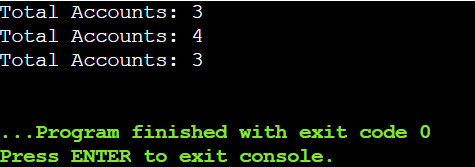 Total Accounts: 3
Total Accounts: 4
Total Accounts: 3
...Program finished with exit code 0
Press ENTER to exit console.